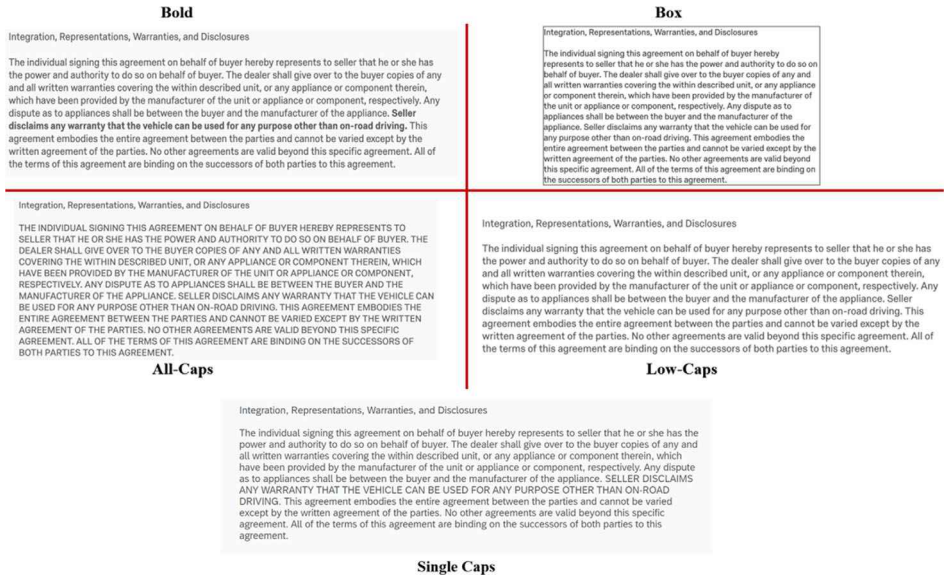 Bold
Integration, Representations, Warranties, and Disclosures
The individual signing this agreement on behalf of buyer hereby represents to seller that he or she has
the power and authority to do so on behalf of buyer. The dealer shall give over to the buyer copies of any
and all written warranties covering the within described unit, or any appliance or component therein,
which have been provided by the manufacturer of the unit or appliance or component, respectively. Any
dispute as to appliances shall be between the buyer and the manufacturer of the appliance. Seller
disclaims any warranty that the vehicle can be used for any purpose other than on-road driving. This
agreement embodies the entire agreement between the parties and cannot be varied except by the
written agreement of the parties. No other agreements are valid beyond this specific agreement. All of
the terms of this agreement are binding on the successors of both parties to this agreement.
Box
Integration, Representations, Warranties, and Disclosures
The individual signing this agreement on behalf of buyer hereby
represents to seller that he or she has the power and authority to do so on
behalf of buyer. The dealer shall give over to the buyer copies of any and
all written warranties covering the within described unit, or any appliance
or component therein, which have been provided by the manufacturer of
the unit or appliance or component, respectively. Any dispute as to
appliances shall be between the buyer and the manufacturer of the
appliance. Seller disclaims any warranty that the vehicle can be used for
any purpose other than on-road driving. This agreement embodies the
entire agreement between the parties and cannot be varied except by the
written agreement of the parties. No other agreements are valid beyond
this specific agreement. All of the terms of this agreement are binding on
the successors of both parties to this agreement.
Integration, Representations, Warranties, and Disclosures
THE INDIVIDUAL SIGNING THIS AGREEMENT ON BEHALF OF BUYER HEREBY REPRESENTS TO
SELLER THAT HE OR SHE HAS THE POWER AND AUTHORITY TO DO SO ON BEHALF OF BUYER. THE
DEALER SHALL GIVE OVER TO THE BUYER COPIES OF ANY AND ALL WRITTEN WARRANTIES
COVERING THE WITHIN DESCRIBED UNIT, OR ANY APPLIANCE OR COMPONENT THEREIN, WHICH
HAVE BEEN PROVIDED BY THE MANUFACTURER OF THE UNIT OR APPLIANCE OR COMPONENT,
RESPECTIVELY. ANY DISPUTE AS TO APPLIANCES SHALL BE BETWEEN THE BUYER AND THE
MANUFACTURER OF THE APPLIANCE. SELLER DISCLAIMS ANY WARRANTY THAT THE VEHICLE CAN
BE USED FOR ANY PURPOSE OTHER THAN ON-ROAD DRIVING. THIS AGREEMENT EMBODIES THE
ENTIRE AGREEMENT BETWEEN THE PARTIES AND CANNOT BE VARIED EXCEPT BY THE WRITTEN
AGREEMENT OF THE PARTIES. NO OTHER AGREEMENTS ARE VALID BEYOND THIS SPECIFIC
AGREEMENT. ALL OF THE TERMS OF THIS AGREEMENT ARE BINDING ON THE SUCCESSORS OF
BOTH PARTIES TO THIS AGREEMENT.
All-Caps
Integration, Representations, Warranties, and Disclosures
The individual signing this agreement on behalf of buyer hereby represents to seller that he or she has
the power and authority to do so on behalf of buyer. The dealer shall give over to the buyer copies of any
and all written warranties covering the within described unit, or any appliance or component therein,
which have been provided by the manufacturer of the unit or appliance or component, respectively. Any
dispute as to appliances shall be between the buyer and the manufacturer of the appliance. Seller
disclaims any warranty that the vehicle can be used for any purpose other than on-road driving. This
agreement embodies the entire agreement between the parties and cannot be varied except by the
written agreement of the parties. No other agreements are valid beyond this specific agreement. All of
the terms of this agreement are binding on the successors of both parties to this agreement.
Low-Caps
Integration, Representations, Warranties, and Disclosures
The individual signing this agreement on behalf of buyer hereby represents to seller that he or she has the
power and authority to do so on behalf of buyer. The dealer shall give over to the buyer copies of any and
all written warranties covering the within described unit, or any appliance or component therein, which
have been provided by the manufacturer of the unit or appliance or component, respectively. Any dispute
as to appliances shall be between the buyer and the manufacturer of the appliance. SELLER DISCLAIMS
ANY WARRANTY THAT THE VEHICLE CAN BE USED FOR ANY PURPOSE OTHER THAN ON-ROAD
DRIVING. This agreement embodies the entire agreement between the parties and cannot be varied
except by the written agreement of the parties. No other agreements are valid beyond this specific
agreement. All of the terms of this agreement are binding on the successors of both parties to this
agreement.
Single Caps